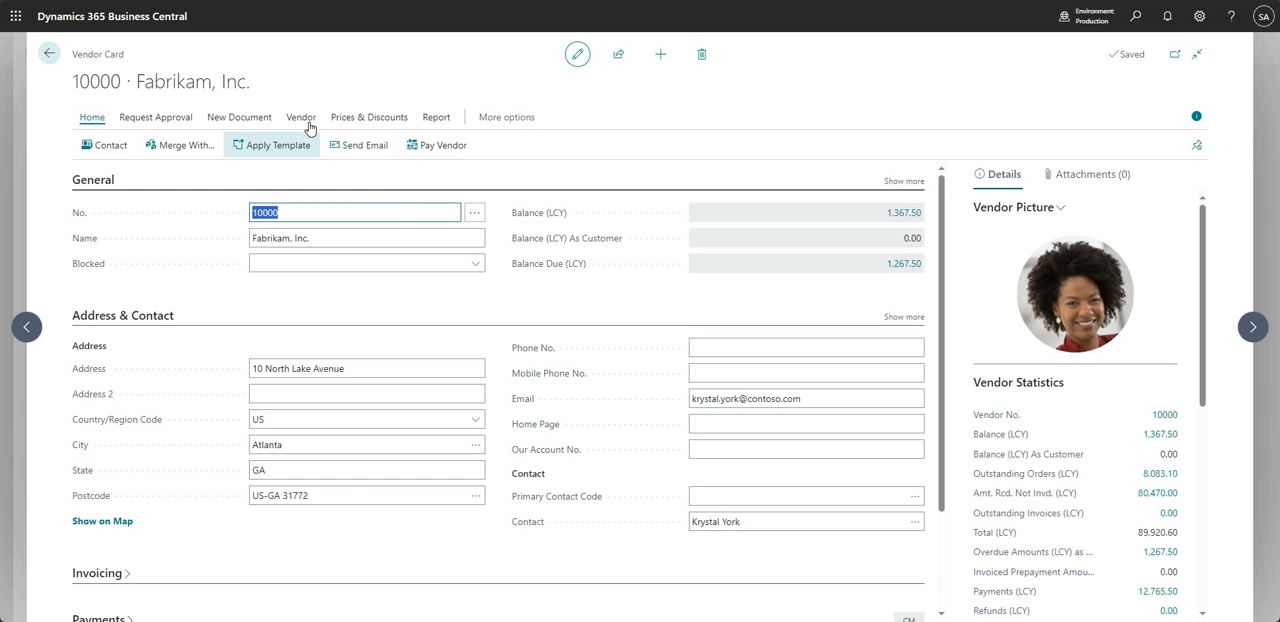 Dynamics 365 Business Central
Environment:
Production
?
SA
Vendor Card
Saved
10000 · Fabrikam, Inc.
Home Request Approval New Document Vendor Prices & Discounts Report More options
Contact Merge With... Apply Template Send Email Pay Vendor
General
Show more
No. 10000
Name Fabrikam, Inc.
Blocked
Balance (LCY) 1,367.50
Balance (LCY) As Customer 0.00
Balance Due (LCY) 1,267.50
Address & Contact
Show more
Address
Address 10 North Lake Avenue
Address 2
Country/Region Code US
City Atlanta
State GA
Postcode US-GA 31772
Show on Map
Phone No.
Mobile Phone No.
Email krystal.york@contoso.com
Home Page
Our Account No.
Contact
Primary Contact Code
Contact Krystal York
Invoicing
Payments
CM
Details Attachments (0)
Vendor Picture
Vendor Statistics
Vendor No. 10000
Balance (LCY) 1,367.50
Balance (LCY) As Customer 0.00
Outstanding Orders (LCY) 8,083.10
Amt. Rcd. Not Invd. (LCY) 80,470.00
Outstanding Invoices (LCY) 0.00
Total (LCY) 89,920.60
Overdue Amounts (LCY) as ... 1,267.50
Invoiced Prepayment Amou... 0.00
Payments (LCY) 12,765.50
Refunds (LCY) 0.00